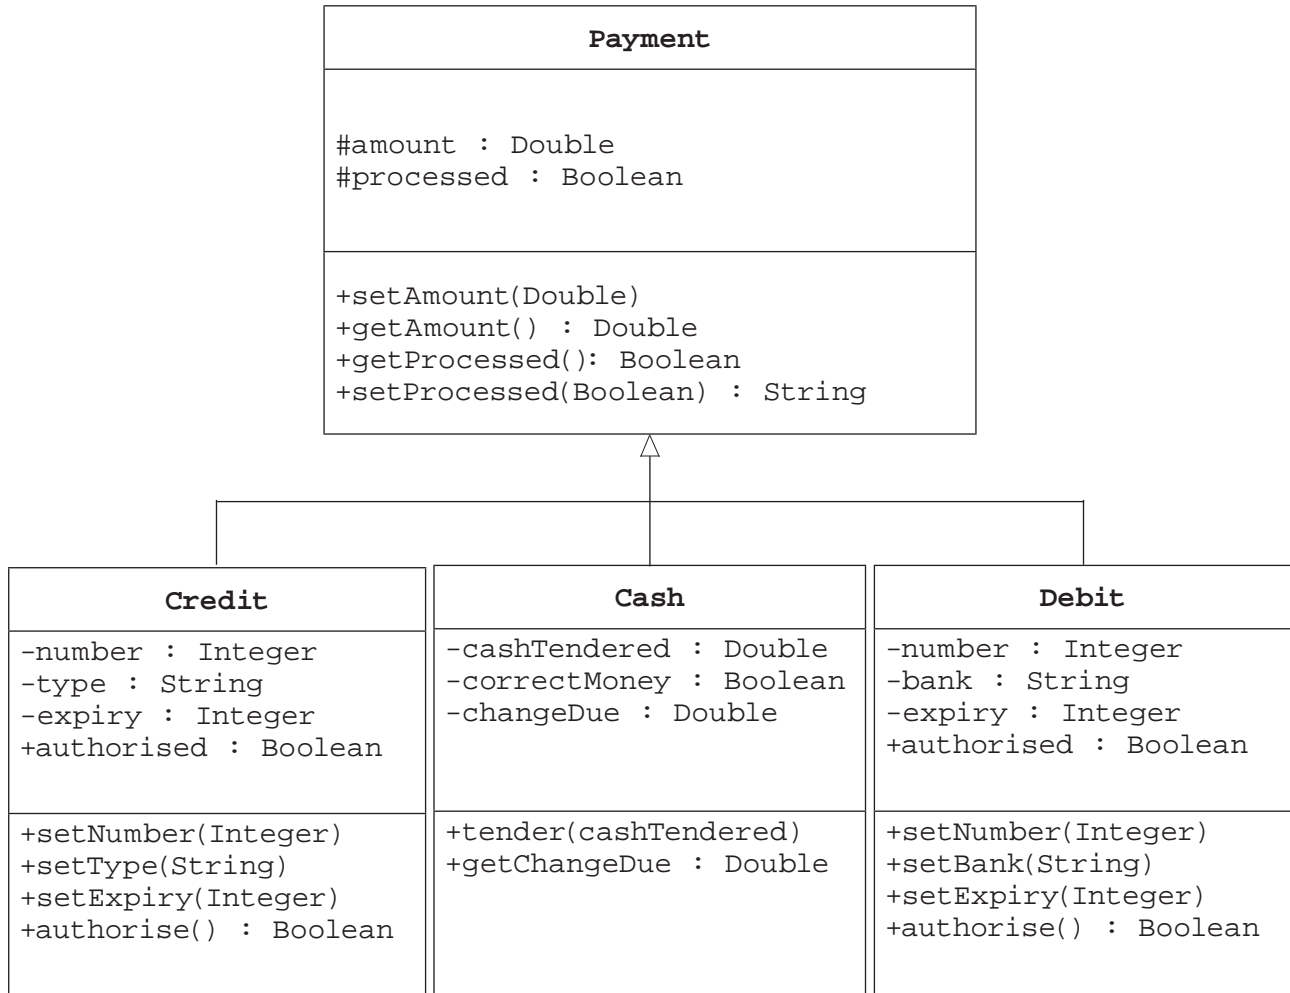 Payment
#amount : Double
#processed : Boolean
+setAmount(Double)
+getAmount() : Double
+getProcessed(): Boolean
+setProcessed(Boolean) : String
Credit
-number : Integer
-type : String
-expiry : Integer
+authorised : Boolean
+setNumber(Integer)
+setType(String)
+setExpiry(Integer)
+authorise() : Boolean
Cash
-cashTendered : Double
-correctMoney : Boolean
-changeDue : Double
+tender(cashTendered)
+getChangeDue : Double
Debit
-number : Integer
-bank : String
-expiry : Integer
+authorised : Boolean
+setNumber(Integer)
+setBank(String)
+setExpiry(Integer)
+authorise() : Boolean